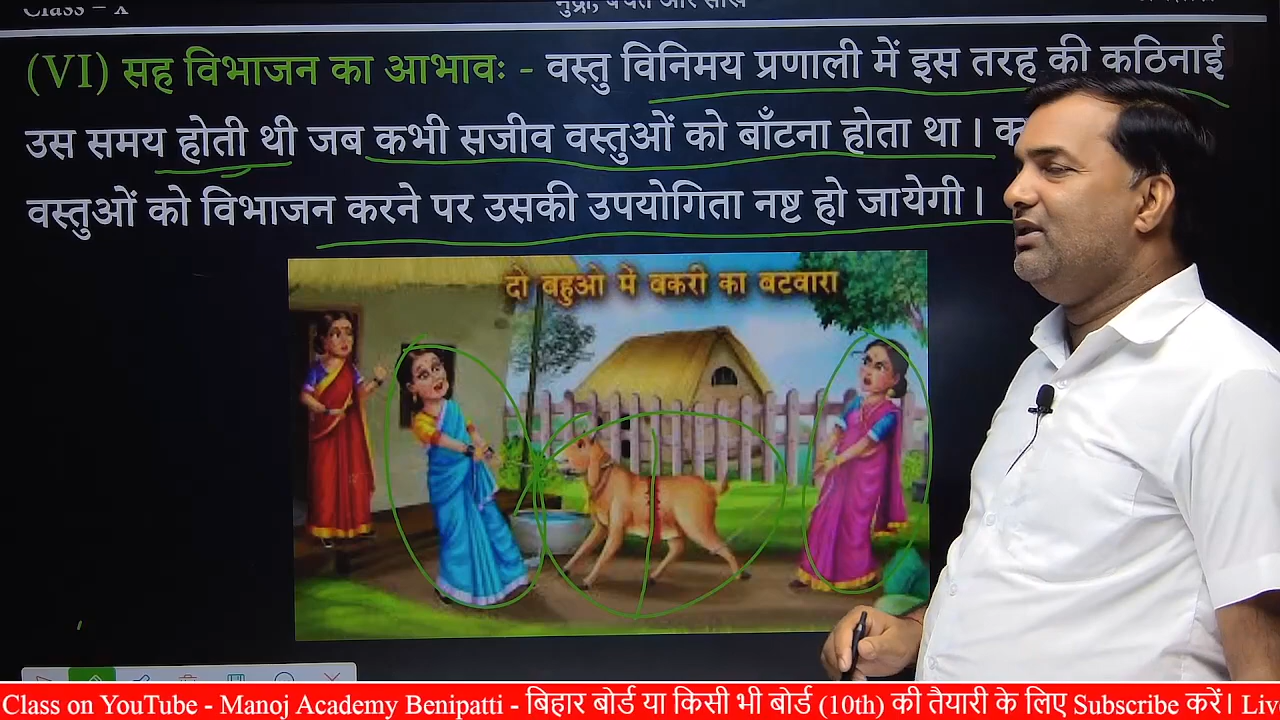 Class – X मुद्रा, बचत और साख
(VI) सह विभाजन का आभावः - वस्तु विनिमय प्रणाली में इस तरह की कठिनाई
उस समय होती थी जब कभी सजीव वस्तुओं को बाँटना होता था।
वस्तुओं को विभाजन करने पर उसकी उपयोगिता नष्ट हो जायेगी।
दो बहुओ में बकरी का बटवारा
Class on YouTube - Manoj Academy Benipatti - बिहार बोर्ड या किसी भी बोर्ड (10th) की तैयारी के लिए Subscribe करें। Liv